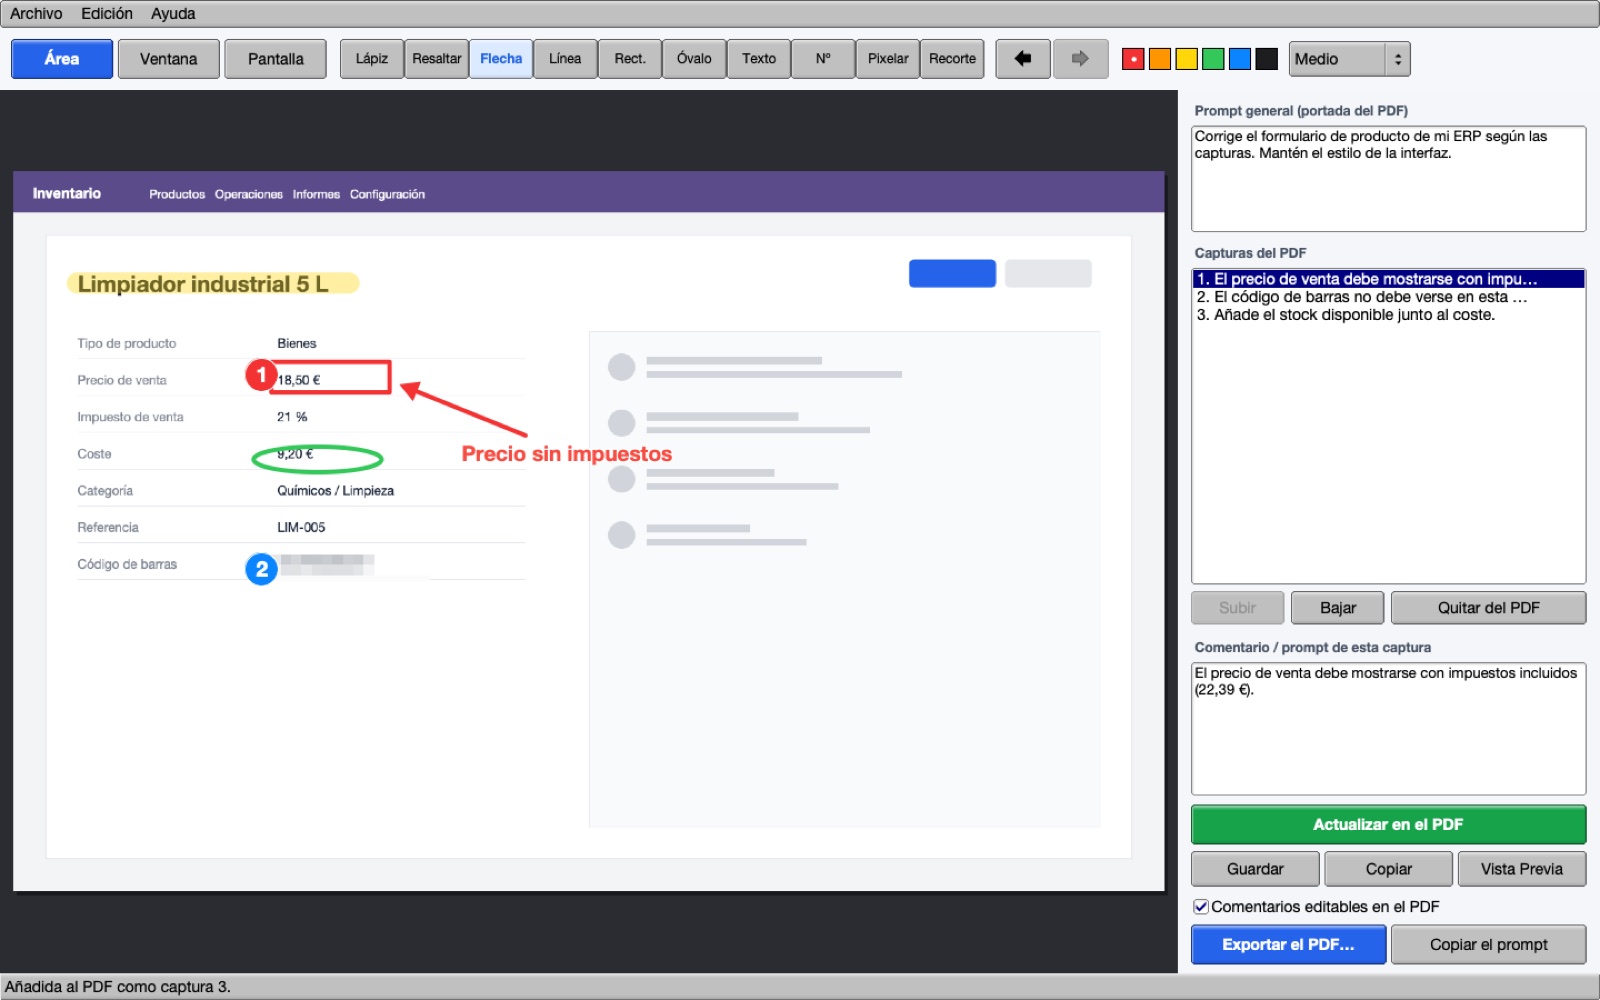 Archivo Edición Ayuda
Área Ventana Pantalla Lápiz Resaltar Flecha Línea Rect. Óvalo Texto Nº Pixelar Recorte Medio
Inventario Productos Operaciones Informes Configuración
Limpiador industrial 5 L
Tipo de producto Bienes
Precio de venta 1 18,50 €
Impuesto de venta 21 %
Coste 9,20 €
Precio sin impuestos
Categoría Químicos / Limpieza
Referencia LIM-005
Código de barras 2
Prompt general (portada del PDF)
Corrige el formulario de producto de mi ERP según las
capturas. Mantén el estilo de la interfaz.
Capturas del PDF
1. El precio de venta debe mostrarse con impu...
2. El código de barras no debe verse en esta ...
3. Añade el stock disponible junto al coste.
Subir Bajar Quitar del PDF
Comentario / prompt de esta captura
El precio de venta debe mostrarse con impuestos incluidos
(22,39 €).
Actualizar en el PDF
Guardar Copiar Vista Previa
Comentarios editables en el PDF
Exportar el PDF... Copiar el prompt
Añadida al PDF como captura 3.